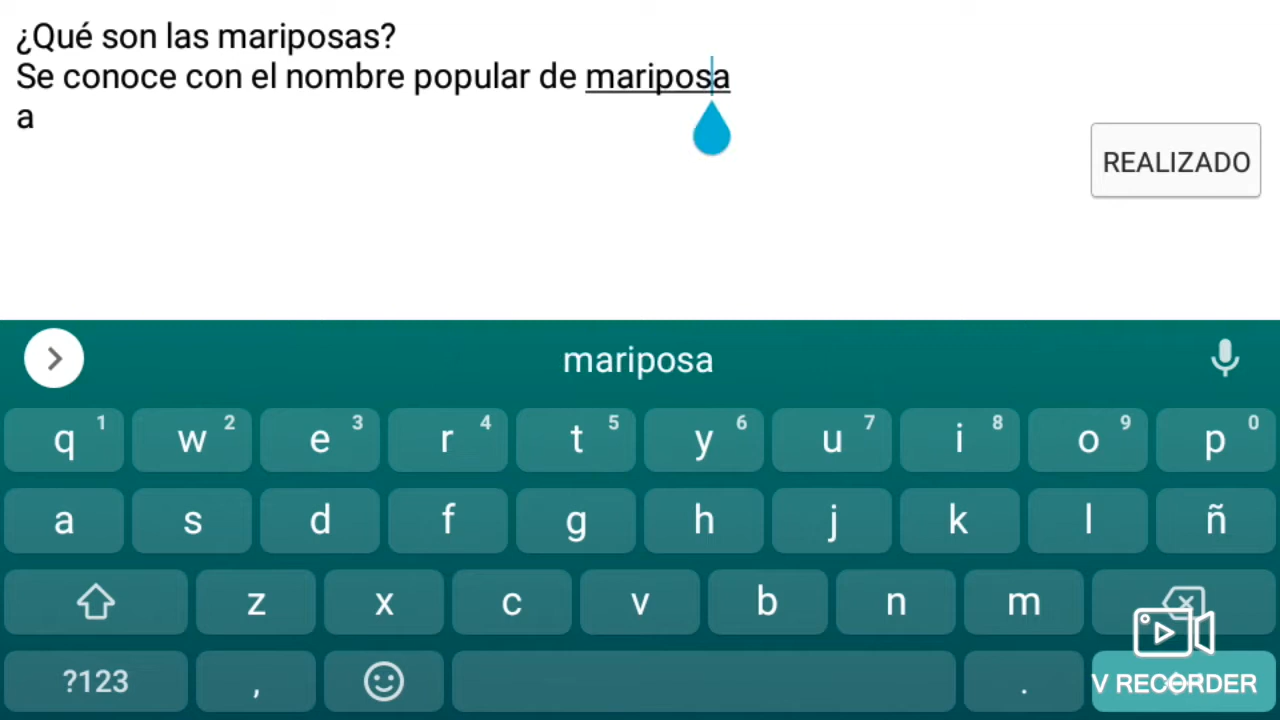 ¿Qué son las mariposas?
Se conoce con el nombre popular de mariposa
a
REALIZADO
mariposa
q 1 w 2 e 3 r 4 t 5 y 6 u 7 i 8 o 9 p 0
a s d f g h j k l ñ
z x c v b n m
?123 , .
V RECORDER